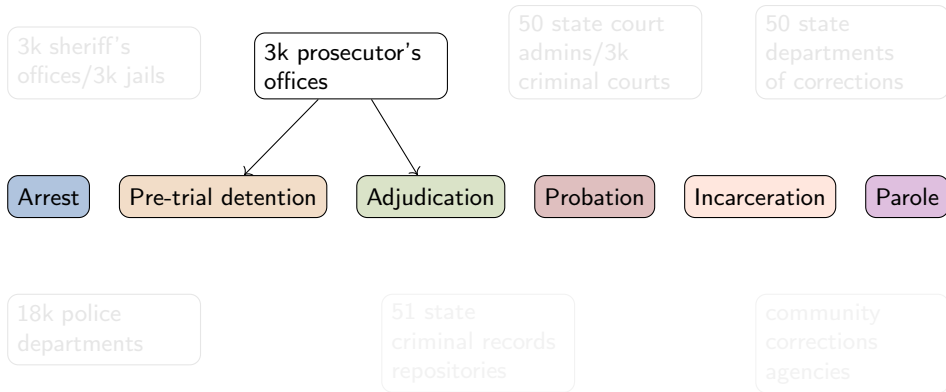 3k sheriff's
offices/3k jails
3k prosecutor's
offices
50 state court
admins/3k
criminal courts
50 state
departments
of corrections
Arrest
Pre-trial detention
Adjudication
Probation
Incarceration
Parole
18k police
departments
51 state
criminal records
repositories
community
corrections
agencies